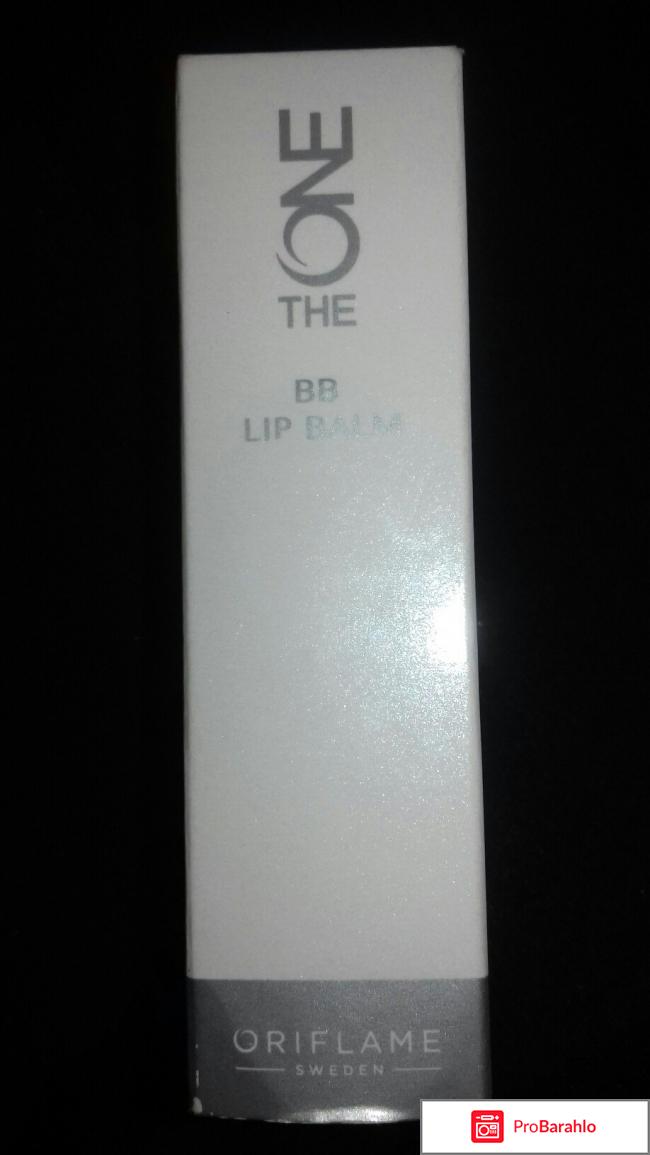 THE ONE
BB
LIP BALM
ORIFLAME
SWEDEN
ProBarahlo